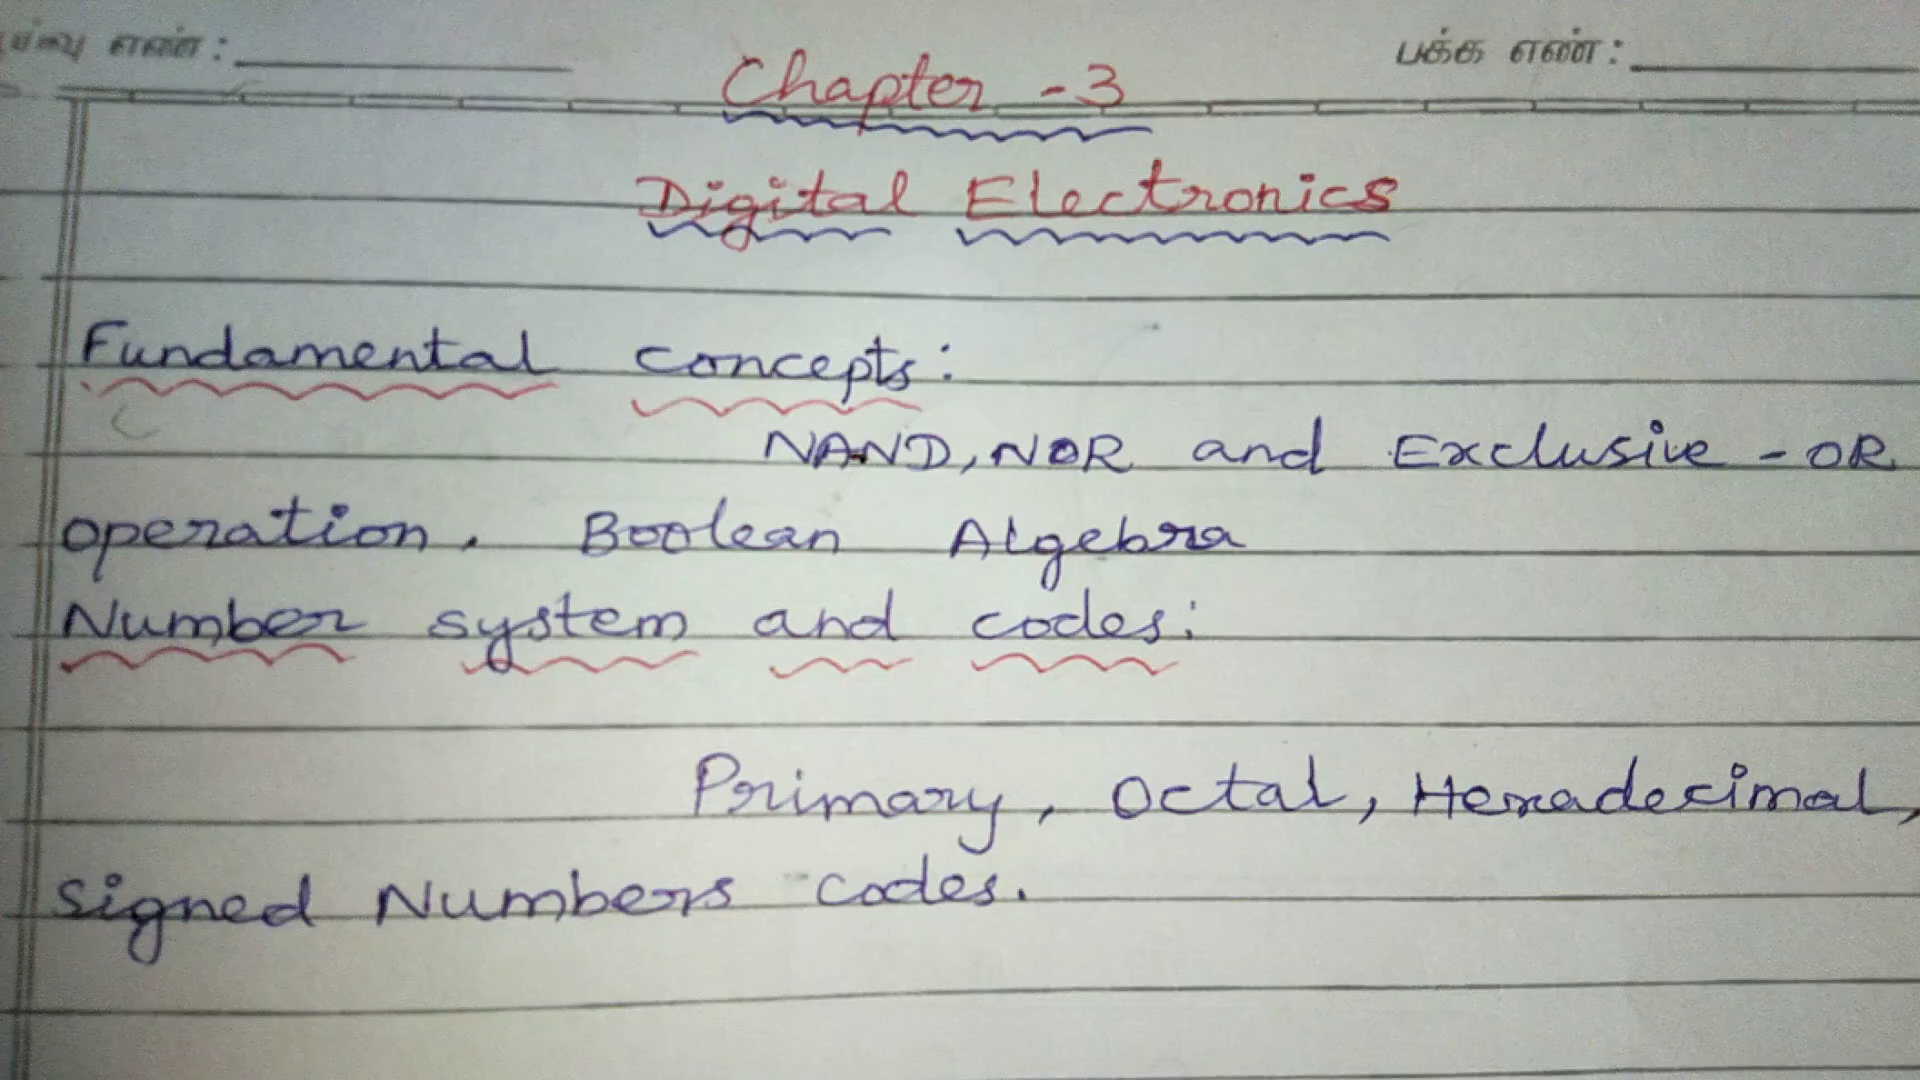 எண்: பக்க எண்:
Chapter - 3
Digital Electronics
Fundamental concepts:
NAND, NOR and Exclusive - OR
operation. Boolean Algebra
Number system and codes:
Primary, Octal, Hexadecimal,
signed Numbers codes.